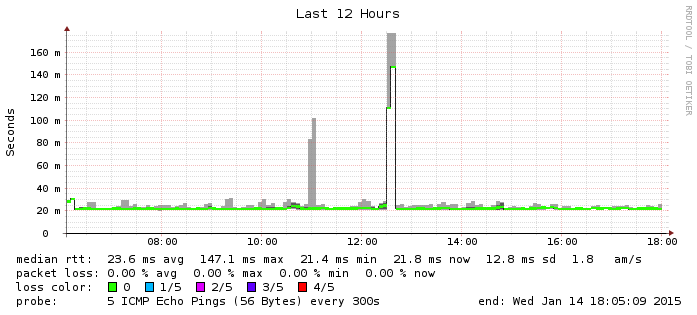 Last 12 Hours
RRDTOOL / TOBI OETIKER
Seconds
160 m
140 m
120 m
100 m
80 m
60 m
40 m
20 m
0
08:00 10:00 12:00 14:00 16:00 18:00
median rtt: 23.6 ms avg 147.1 ms max 21.4 ms min 21.8 ms now 12.8 ms sd 1.8 am/s
packet loss: 0.00 % avg 0.00 % max 0.00 % min 0.00 % now
loss color: 0 1/5 2/5 3/5 4/5
probe: 5 ICMP Echo Pings (56 Bytes) every 300s end: Wed Jan 14 18:05:09 2015